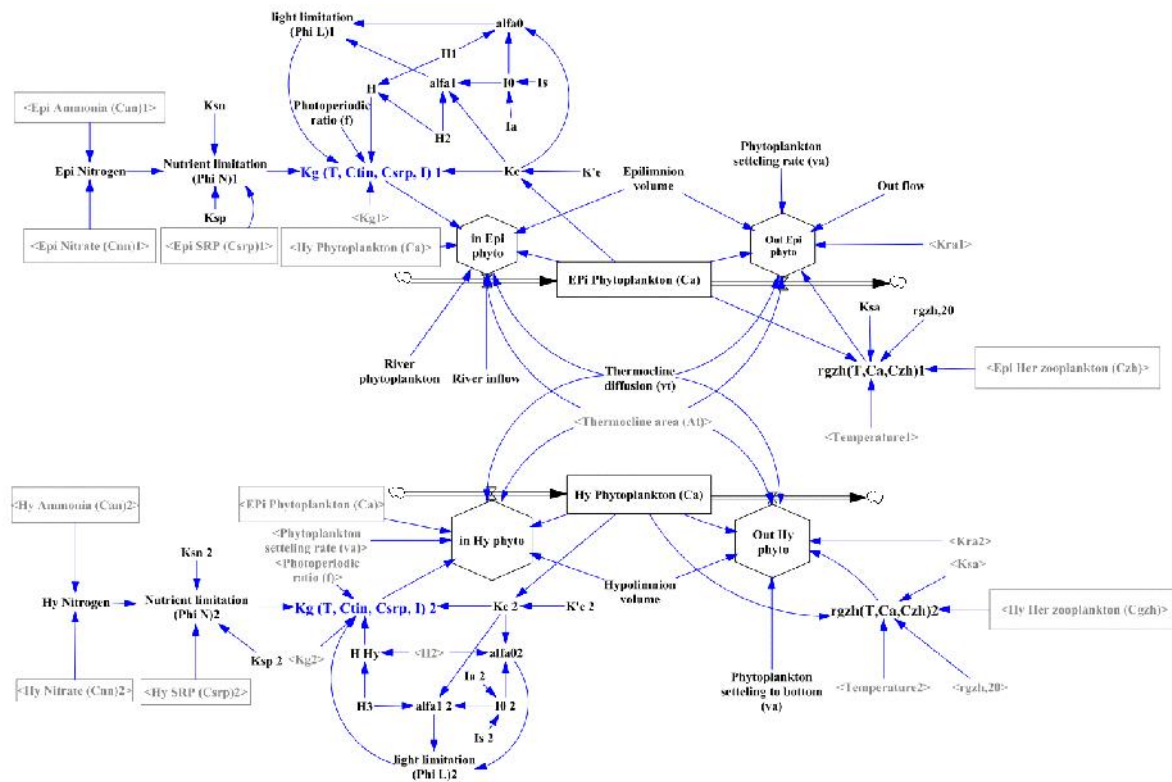 light limitation
(Phi L)1
alfa0
H1
H
alfa1
I0
Is
Ksn
Photoperiodic
ratio (f)
H2
Ia
<Epi Ammonia (Can)1>
Phytoplankton
setteling rate (va)
Epi Nitrogen
Nutrient limitation
(Phi N)1
Kg (T, Ctin, Csrp, I) 1
Ke
K'e
Epilimnion
volume
Out flow
Ksp
<Kg1>
<Epi Nitrate (Cnn)1>
<Epi SRP (Csrp)1>
<Hy Phytoplankton (Ca)>
in Epi
phyto
Out Epi
phyto
<Kra1>
EPi Phytoplankton (Ca)
Ksa
rgzh,20
River
phytoplankton
River inflow
Thermocline
diffusion (vt)
rgzh(T,Ca,Czh)1
<Epi Her zooplankton (Czh)>
<Thermocline area (At)>
<Temperature1>
<Hy Ammonia (Can)2>
<EPi Phytoplankton (Ca)>
Hy Phytoplankton (Ca)
<Phytoplankton
setteling rate (va)>
<Photoperiodic
ratio (f)>
in Hy phyto
Out Hy
phyto
<Kra2>
<Ksa>
Ksn 2
Hy Nitrogen
Nutrient limitation
(Phi N)2
Kg (T, Ctin, Csrp, I) 2
Ke 2
K'e 2
Hypolimnion
volume
rgzh(T,Ca,Czh)2
<Hy Her zooplankton (Cgzh)>
Ksp 2
<Kg2>
H Hy
<H2>
alfa02
<Hy Nitrate (Cnn)2>
<Hy SRP (Csrp)2>
Ia 2
H3
alfa1 2
I0 2
Is 2
Phytoplankton
setteling to bottom
(va)
<Temperature2>
<rgzh,20>
light limitation
(Phi L)2